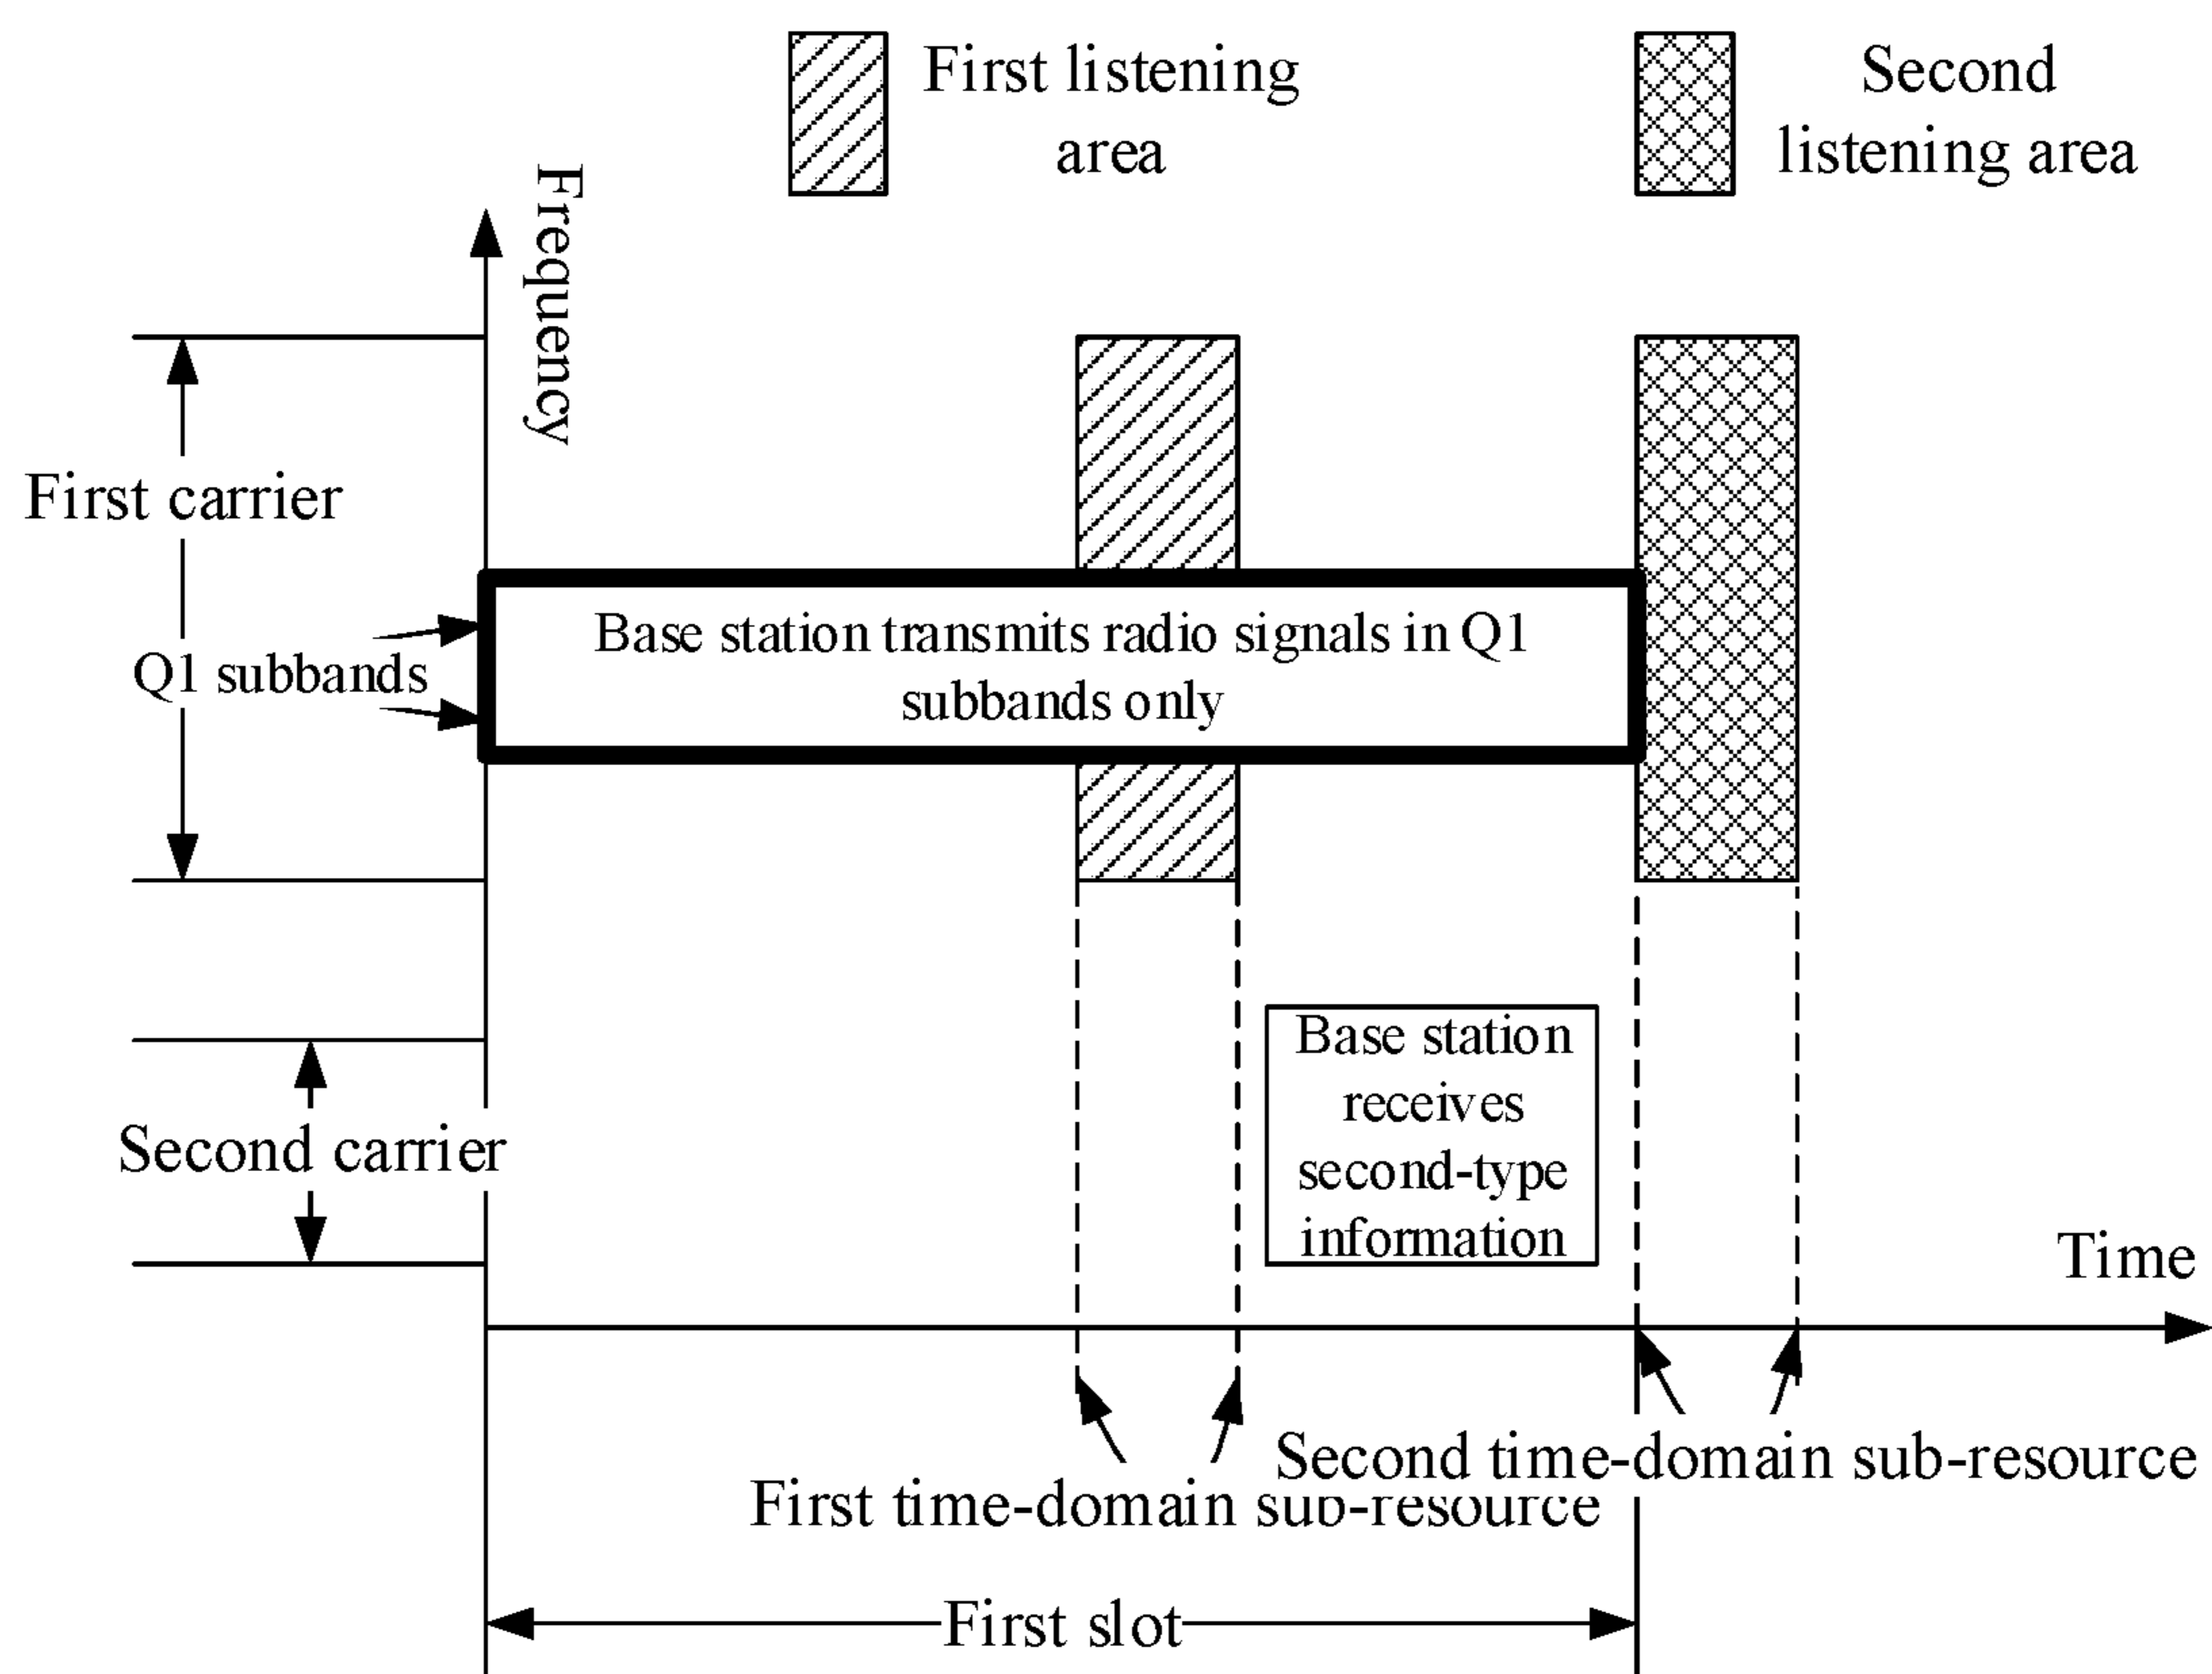 First listening
area
Second
listening area
Frequency
First carrier
Base station transmits radio signals in Q1
subbands only
Q1 subbands
Base station
receives
second-type
information
Second carrier
Time
Second time-domain sub-resource
First time-domain sub-resource
First slot